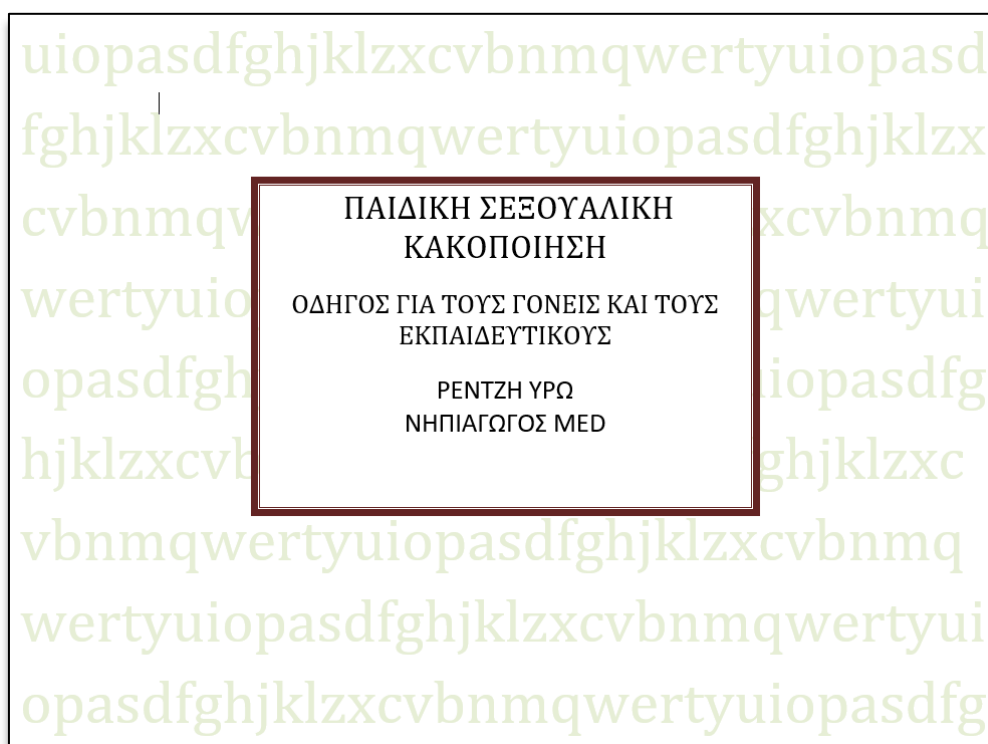 uiopasdfghjklzxcvbnmqwertyuiopasd
fghjklzxcvbnmqwertyuiopasdfghjklzx
cvbnmqw xcvbnmq
ΠΑΙΔΙΚΗ ΣΕΞΟΥΑΛΙΚΗ
ΚΑΚΟΠΟΙΗΣΗ
wertyuio qwertyui
ΟΔΗΓΟΣ ΓΙΑ ΤΟΥΣ ΓΟΝΕΙΣ ΚΑΙ ΤΟΥΣ
ΕΚΠΑΙΔΕΥΤΙΚΟΥΣ
opasdfgh iopasdfg
ΡΕΝΤΖΗ ΥΡΩ
ΝΗΠΙΑΓΩΓΟΣ MED
hjklzxcvb ghjklzxc
vbnmqwertyuiopasdfghjklzxcvbnmq
wertyuiopasdfghjklzxcvbnmqwertyui
opasdfghjklzxcvbnmqwertyuiopasdfg